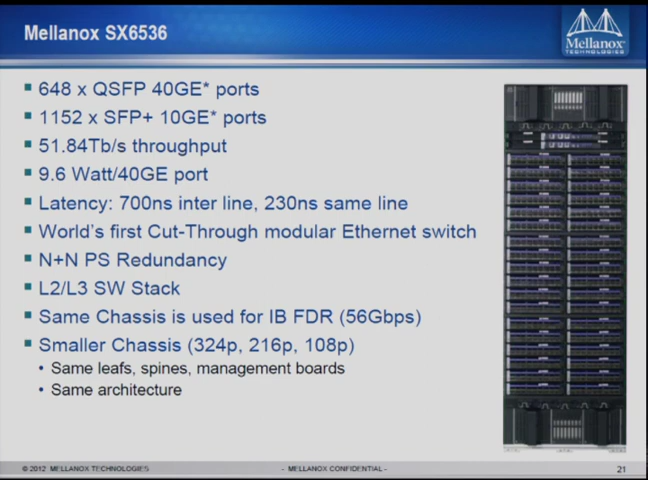 Mellanox SX6536
Mellanox
TECHNOLOGIES
648 x QSFP 40GE* ports
1152 x SFP+ 10GE* ports
51.84Tb/s throughput
9.6 Watt/40GE port
Latency: 700ns inter line, 230ns same line
World's first Cut-Through modular Ethernet switch
N+N PS Redundancy
L2/L3 SW Stack
Same Chassis is used for IB FDR (56Gbps)
Smaller Chassis (324p, 216p, 108p)
• Same leafs, spines, management boards
• Same architecture
© 2012 MELLANOX TECHNOLOGIES
- MELLANOX CONFIDENTIAL -
21